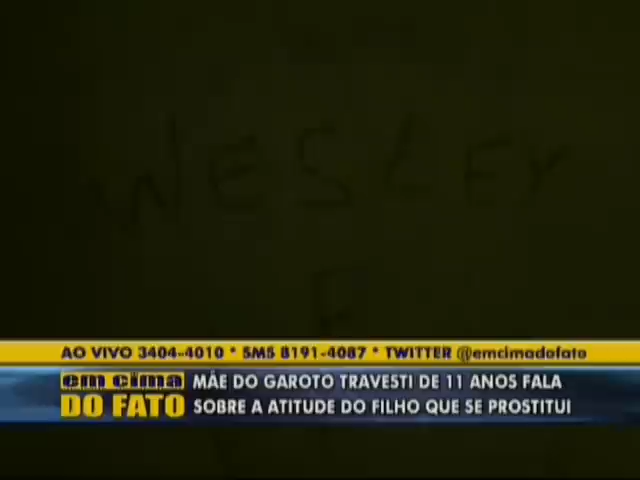 WESLEY
E
AO VIVO 3404-4010 * SMS 8191-4087 * TWITTER @emcimadofato
em cima
DO FATO
MÃE DO GAROTO TRAVESTI DE 11 ANOS FALA
SOBRE A ATITUDE DO FILHO QUE SE PROSTITUI